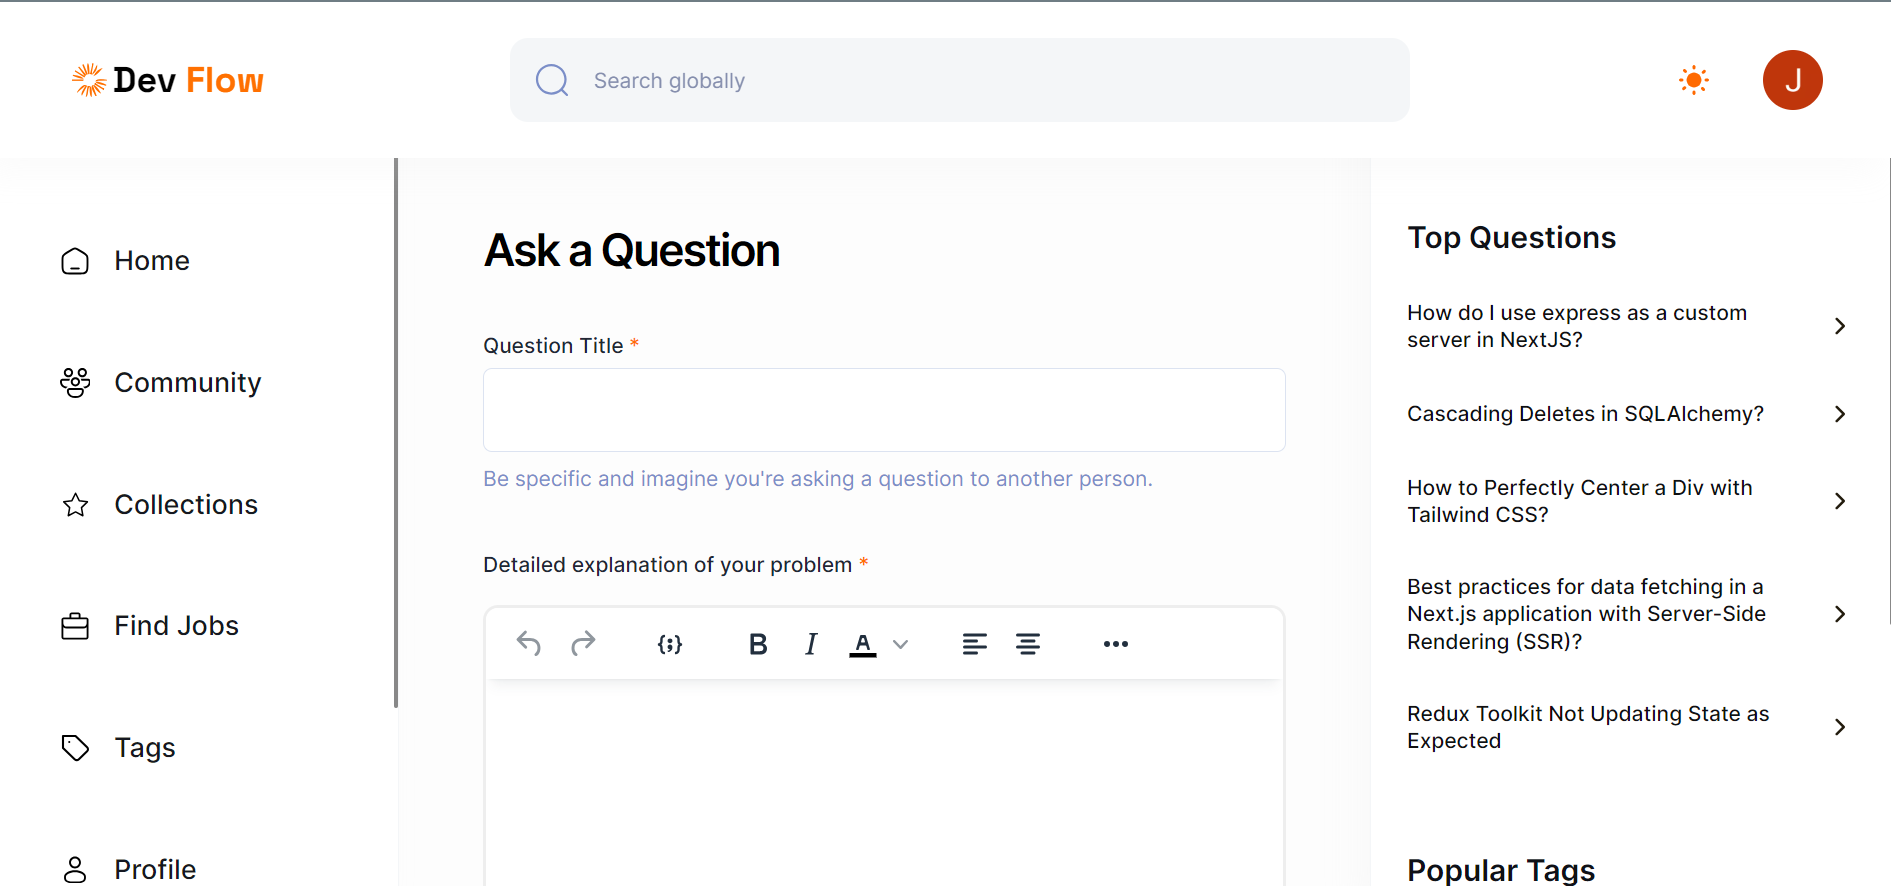 Dev Flow
Search globally
J
Home
Community
Collections
Find Jobs
Tags
Profile
Ask a Question
Question Title *
Be specific and imagine you're asking a question to another person.
Detailed explanation of your problem *
B I A
Top Questions
How do I use express as a custom
server in NextJS?
Cascading Deletes in SQLAlchemy?
How to Perfectly Center a Div with
Tailwind CSS?
Best practices for data fetching in a
Next.js application with Server-Side
Rendering (SSR)?
Redux Toolkit Not Updating State as
Expected
Popular Tags